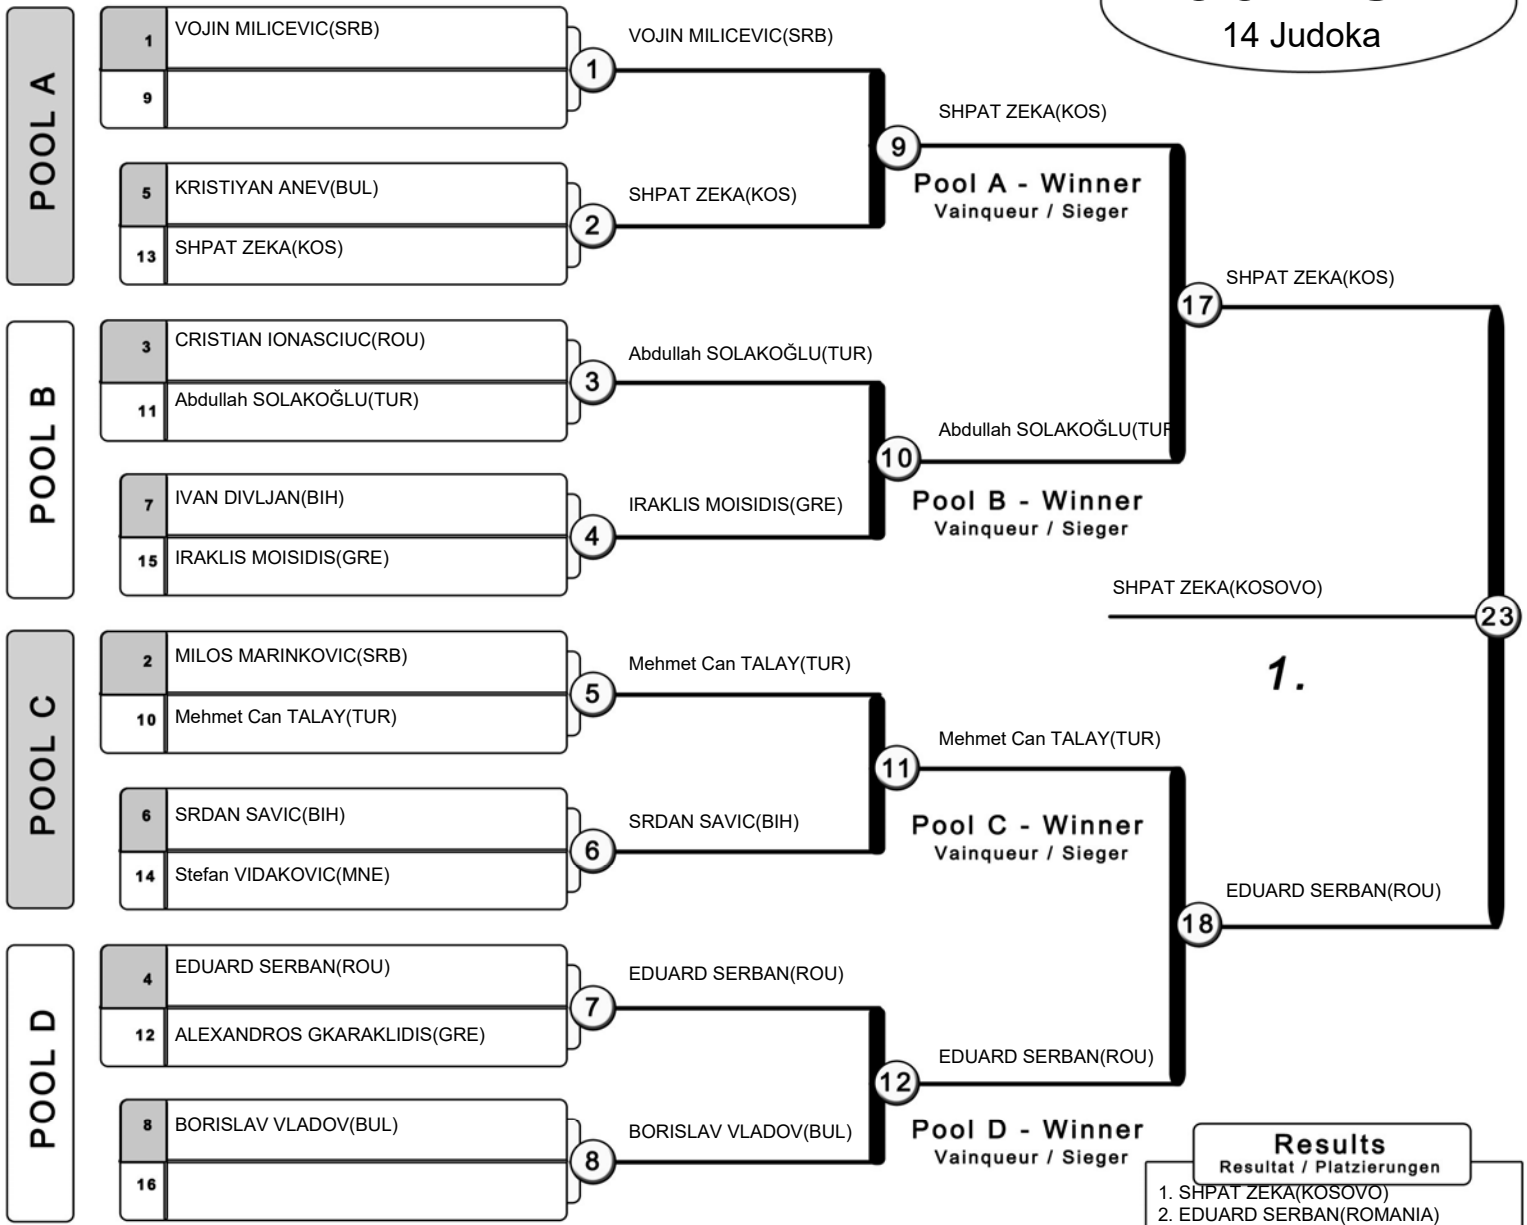 14 Judoka
POOL A
1 VOJIN MILICEVIC(SRB)
9
5 KRISTIYAN ANEV(BUL)
13 SHPAT ZEKA(KOS)
1
2
VOJIN MILICEVIC(SRB)
SHPAT ZEKA(KOS)
9
SHPAT ZEKA(KOS)
Pool A - Winner
Vainqueur / Sieger
POOL B
3 CRISTIAN IONASCIUC(ROU)
11 Abdullah SOLAKOĞLU(TUR)
7 IVAN DIVLJAN(BIH)
15 IRAKLIS MOISIDIS(GRE)
3
4
Abdullah SOLAKOĞLU(TUR)
IRAKLIS MOISIDIS(GRE)
10
Abdullah SOLAKOĞLU(TUR
Pool B - Winner
Vainqueur / Sieger
17
SHPAT ZEKA(KOS)
POOL C
2 MILOS MARINKOVIC(SRB)
10 Mehmet Can TALAY(TUR)
6 SRDAN SAVIC(BIH)
14 Stefan VIDAKOVIC(MNE)
5
6
Mehmet Can TALAY(TUR)
SRDAN SAVIC(BIH)
11
Mehmet Can TALAY(TUR)
Pool C - Winner
Vainqueur / Sieger
POOL D
4 EDUARD SERBAN(ROU)
12 ALEXANDROS GKARAKLIDIS(GRE)
8 BORISLAV VLADOV(BUL)
16
7
8
EDUARD SERBAN(ROU)
BORISLAV VLADOV(BUL)
12
EDUARD SERBAN(ROU)
Pool D - Winner
Vainqueur / Sieger
18
EDUARD SERBAN(ROU)
23
SHPAT ZEKA(KOSOVO)
1.
Results
Resultat / Platzierungen
1. SHPAT ZEKA(KOSOVO)
2. EDUARD SERBAN(ROMANIA)